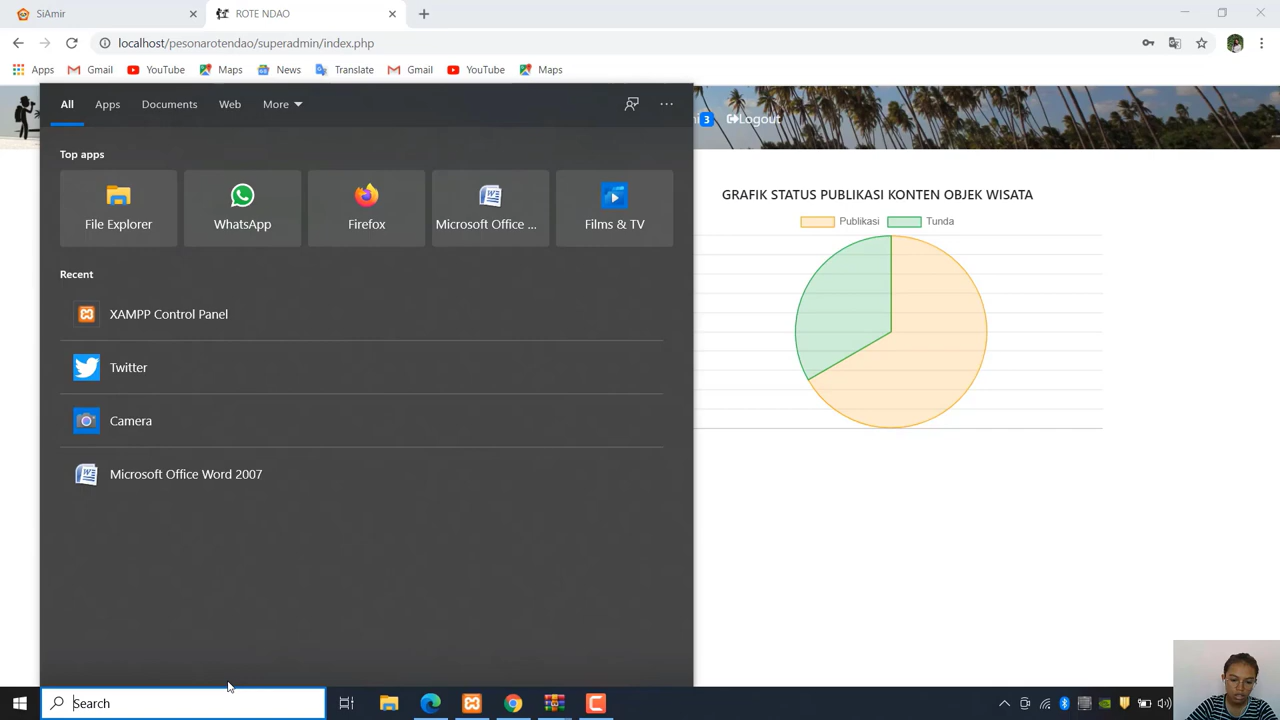 SiAmir
ROTE NDAO
localhost/pesonarotendao/superadmin/index.php
Apps Gmail YouTube Maps News Translate Gmail YouTube Maps
All Apps Documents Web More
3 Logout
Top apps
File Explorer WhatsApp Firefox Microsoft Office ... Films & TV
Recent
XAMPP Control Panel
Twitter
Camera
Microsoft Office Word 2007
GRAFIK STATUS PUBLIKASI KONTEN OBJEK WISATA
Publikasi Tunda
Search